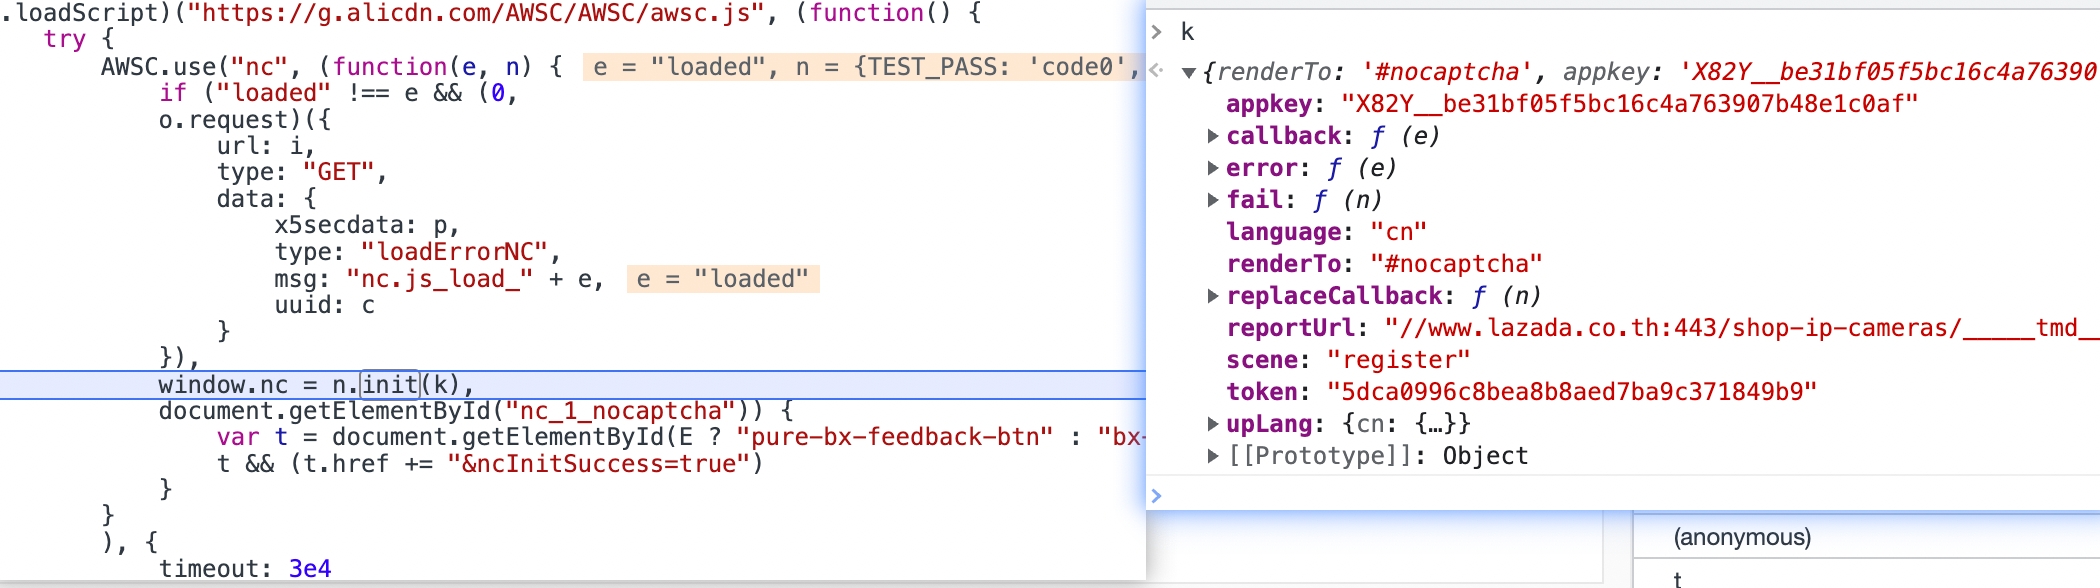 .loadScript)("https://g.alicdn.com/AWSC/AWSC/awsc.js", (function() {
try {
AWSC.use("nc", (function(e, n) { e = "loaded", n = {TEST_PASS: 'code0',
if ("loaded" !== e && (0,
o.request)({
url: i,
type: "GET",
data: {
x5secdata: p,
type: "loadErrorNC",
msg: "nc.js_load_" + e, e = "loaded"
uuid: c
}
}),
window.nc = n.init(k),
document.getElementById("nc_1_nocaptcha")) {
var t = document.getElementById(E ? "pure-bx-feedback-btn" : "bx-
t && (t.href += "&ncInitSuccess=true")
}
}
), {
timeout: 3e4
> k
{renderTo: '#nocaptcha', appkey: 'X82Y__be31bf05f5bc16c4a76390
appkey: "X82Y__be31bf05f5bc16c4a763907b48e1c0af"
callback: ƒ (e)
error: ƒ (e)
fail: ƒ (n)
language: "cn"
renderTo: "#nocaptcha"
replaceCallback: ƒ (n)
reportUrl: "//www.lazada.co.th:443/shop-ip-cameras/_____tmd__
scene: "register"
token: "5dca0996c8bea8b8aed7ba9c371849b9"
upLang: {cn: {…}}
[[Prototype]]: Object
>
(anonymous)
t